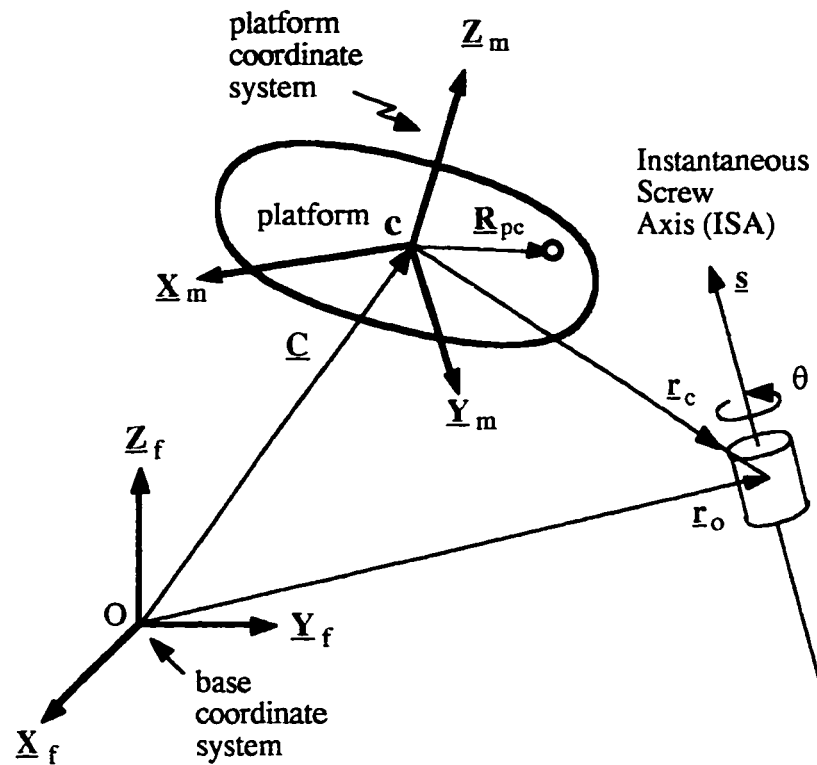 platform
coordinate
system
Z m
Instantaneous
Screw
Axis (ISA)
platform
c
R pc
X m
s
C
θ
r c
Y m
Z f
r o
O
Y f
base
coordinate
system
X f